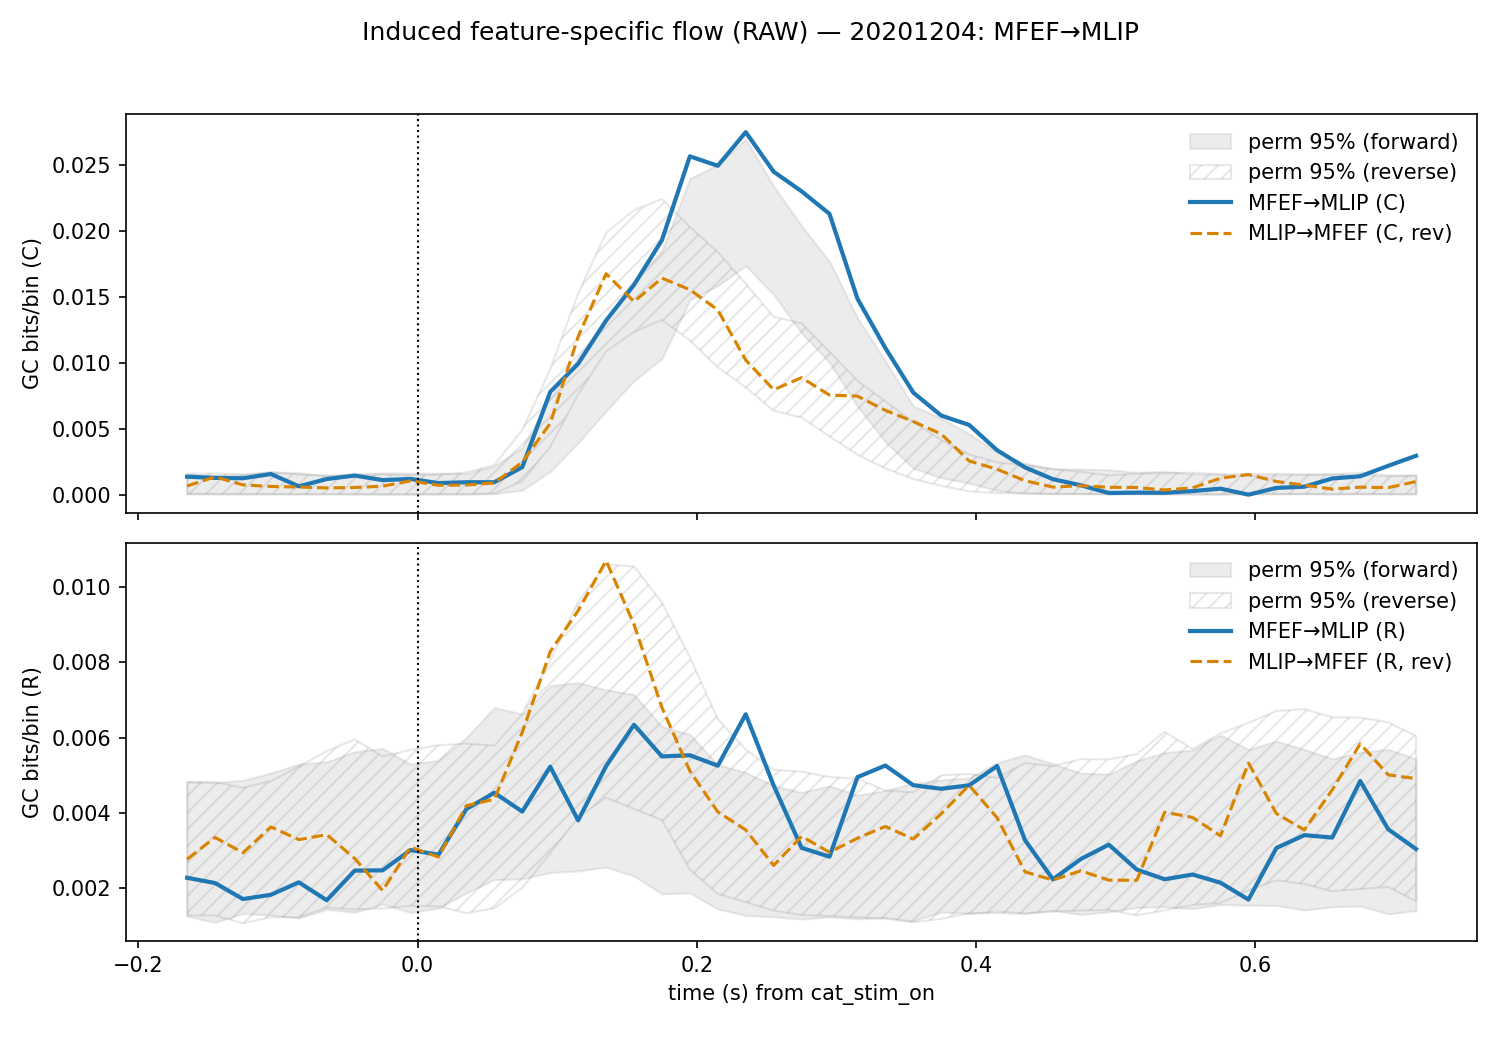 Induced feature-specific flow (RAW) — 20201204: MFEF→MLIP
GC bits/bin (C)
0.025
0.020
0.015
0.010
0.005
0.000
perm 95% (forward)
perm 95% (reverse)
MFEF→MLIP (C)
MLIP→MFEF (C, rev)
GC bits/bin (R)
0.010
0.008
0.006
0.004
0.002
perm 95% (forward)
perm 95% (reverse)
MFEF→MLIP (R)
MLIP→MFEF (R, rev)
−0.2
0.0
0.2
0.4
0.6
time (s) from cat_stim_on